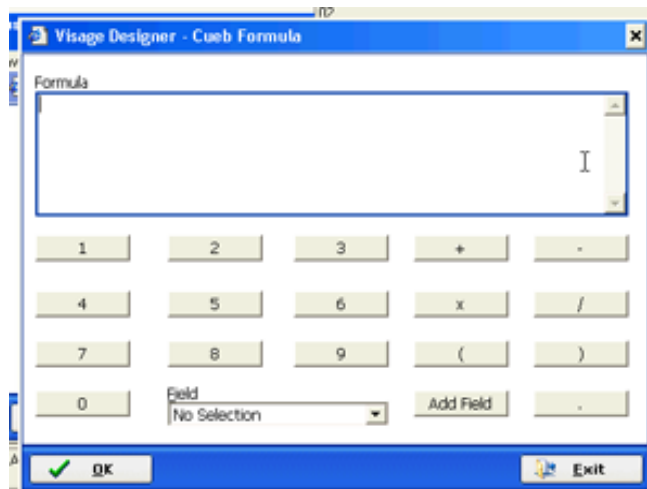 Visage Designer - Cueb Formula
Formula
1 2 3 + -
4 5 6 x /
7 8 9 ( )
Field
0 No Selection Add Field .
OK Exit